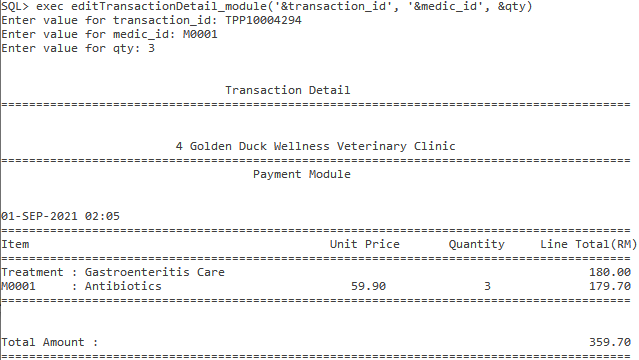 SQL> exec editTransactionDetail_module('&transaction_id', '&medic_id', &qty)
Enter value for transaction_id: TPP10004294
Enter value for medic_id: M0001
Enter value for qty: 3
Transaction Detail
==========================================================================================
4 Golden Duck Wellness Veterinary Clinic
==========================================================================================
Payment Module
01-SEP-2021 02:05
==========================================================================================
Item Unit Price Quantity Line Total(RM)
==========================================================================================
Treatment : Gastroenteritis Care 180.00
M0001 : Antibiotics 59.90 3 179.70
==========================================================================================
Total Amount : 359.70
==========================================================================================